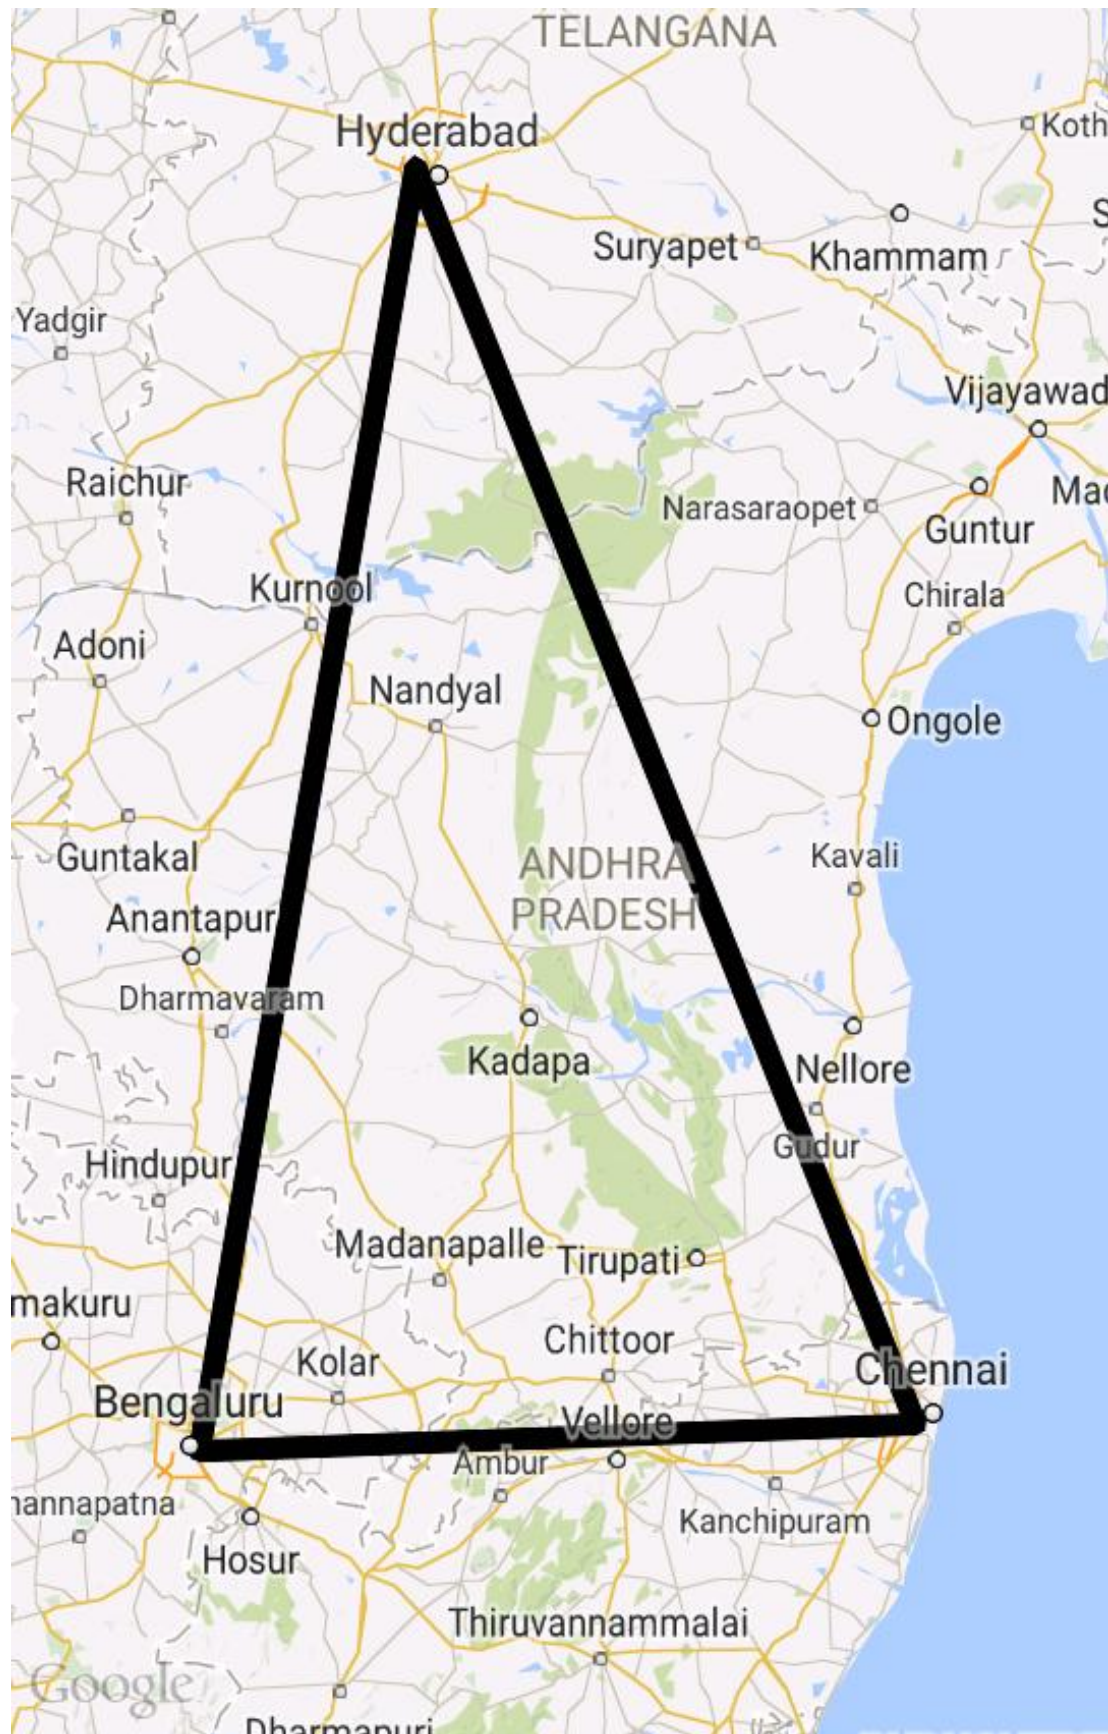 TELANGANA
Hyderabad
Koth
Suryapet
Khammam
S
Yadgir
Vijayawad
Raichur
Narasaraopet
Mac
Guntur
Kurnool
Chirala
Adoni
Nandyal
Ongole
Guntakal
ANDHRA
PRADESH
Kavali
Anantapur
Dharmavaram
Kadapa
Nellore
Gudur
Hindupur
Madanapalle
Tirupati
makuru
Chittoor
Kolar
Chennai
Bengaluru
Vellore
Ambur
hannapatna
Kanchipuram
Hosur
Thiruvannammalai
Google
Dharmapuri